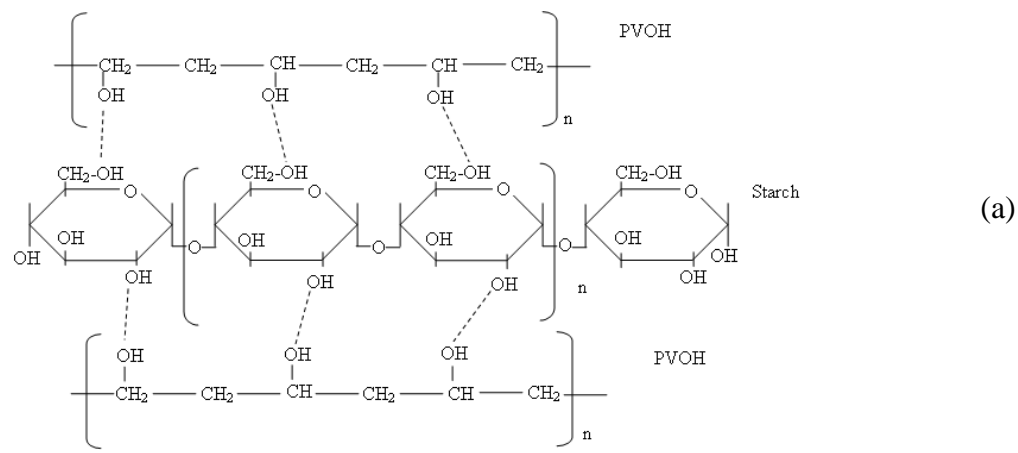 PVOH
CH₂ CH₂ CH CH₂ CH CH₂
OH OH OH
n
CH₂-OH CH₂-OH CH₂-OH CH₂-OH
O O O O
Starch
(a)
OH OH OH OH
OH O O O OH
OH OH OH OH
n
OH OH OH
PVOH
CH₂ CH₂ CH CH₂ CH CH₂
n